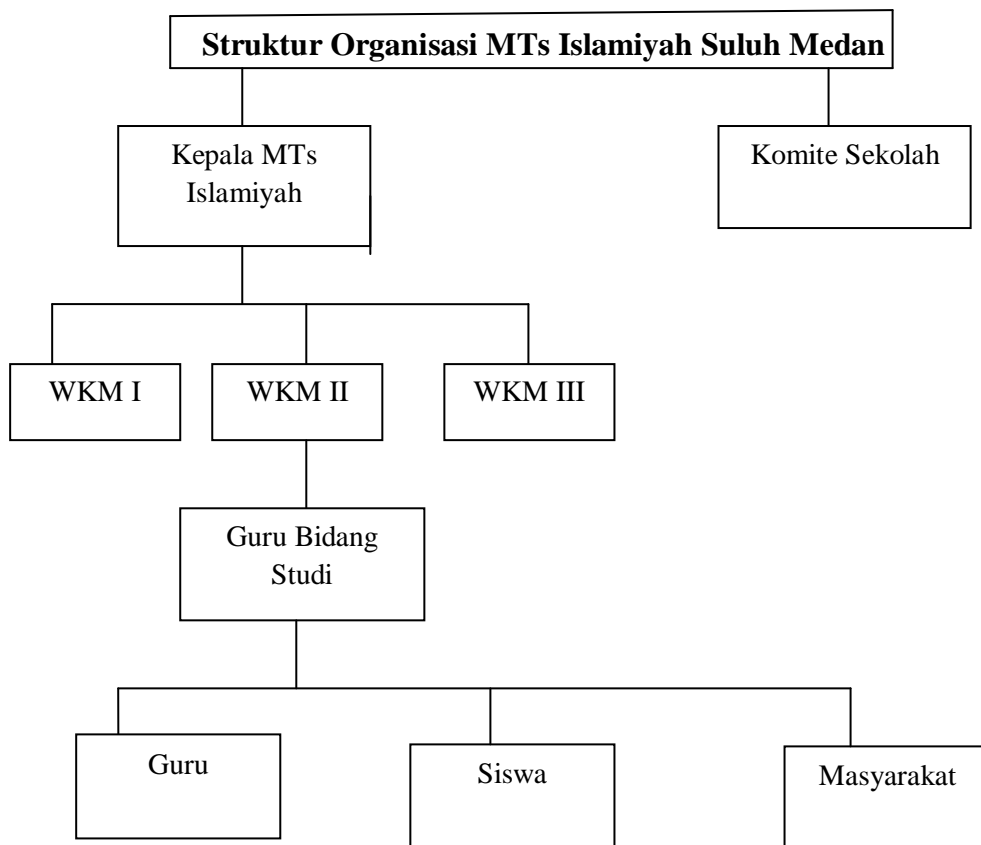 Struktur Organisasi MTs Islamiyah Suluh Medan
Kepala MTs
Islamiyah
Komite Sekolah
WKM I
WKM II
WKM III
Guru Bidang
Studi
Guru
Siswa
Masyarakat